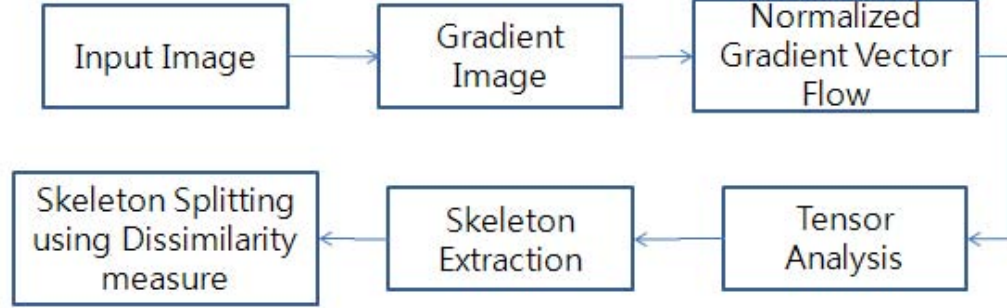 Input Image
Gradient
Image
Normalized
Gradient Vector
Flow
Skeleton Splitting
using Dissimilarity
measure
Skeleton
Extraction
Tensor
Analysis